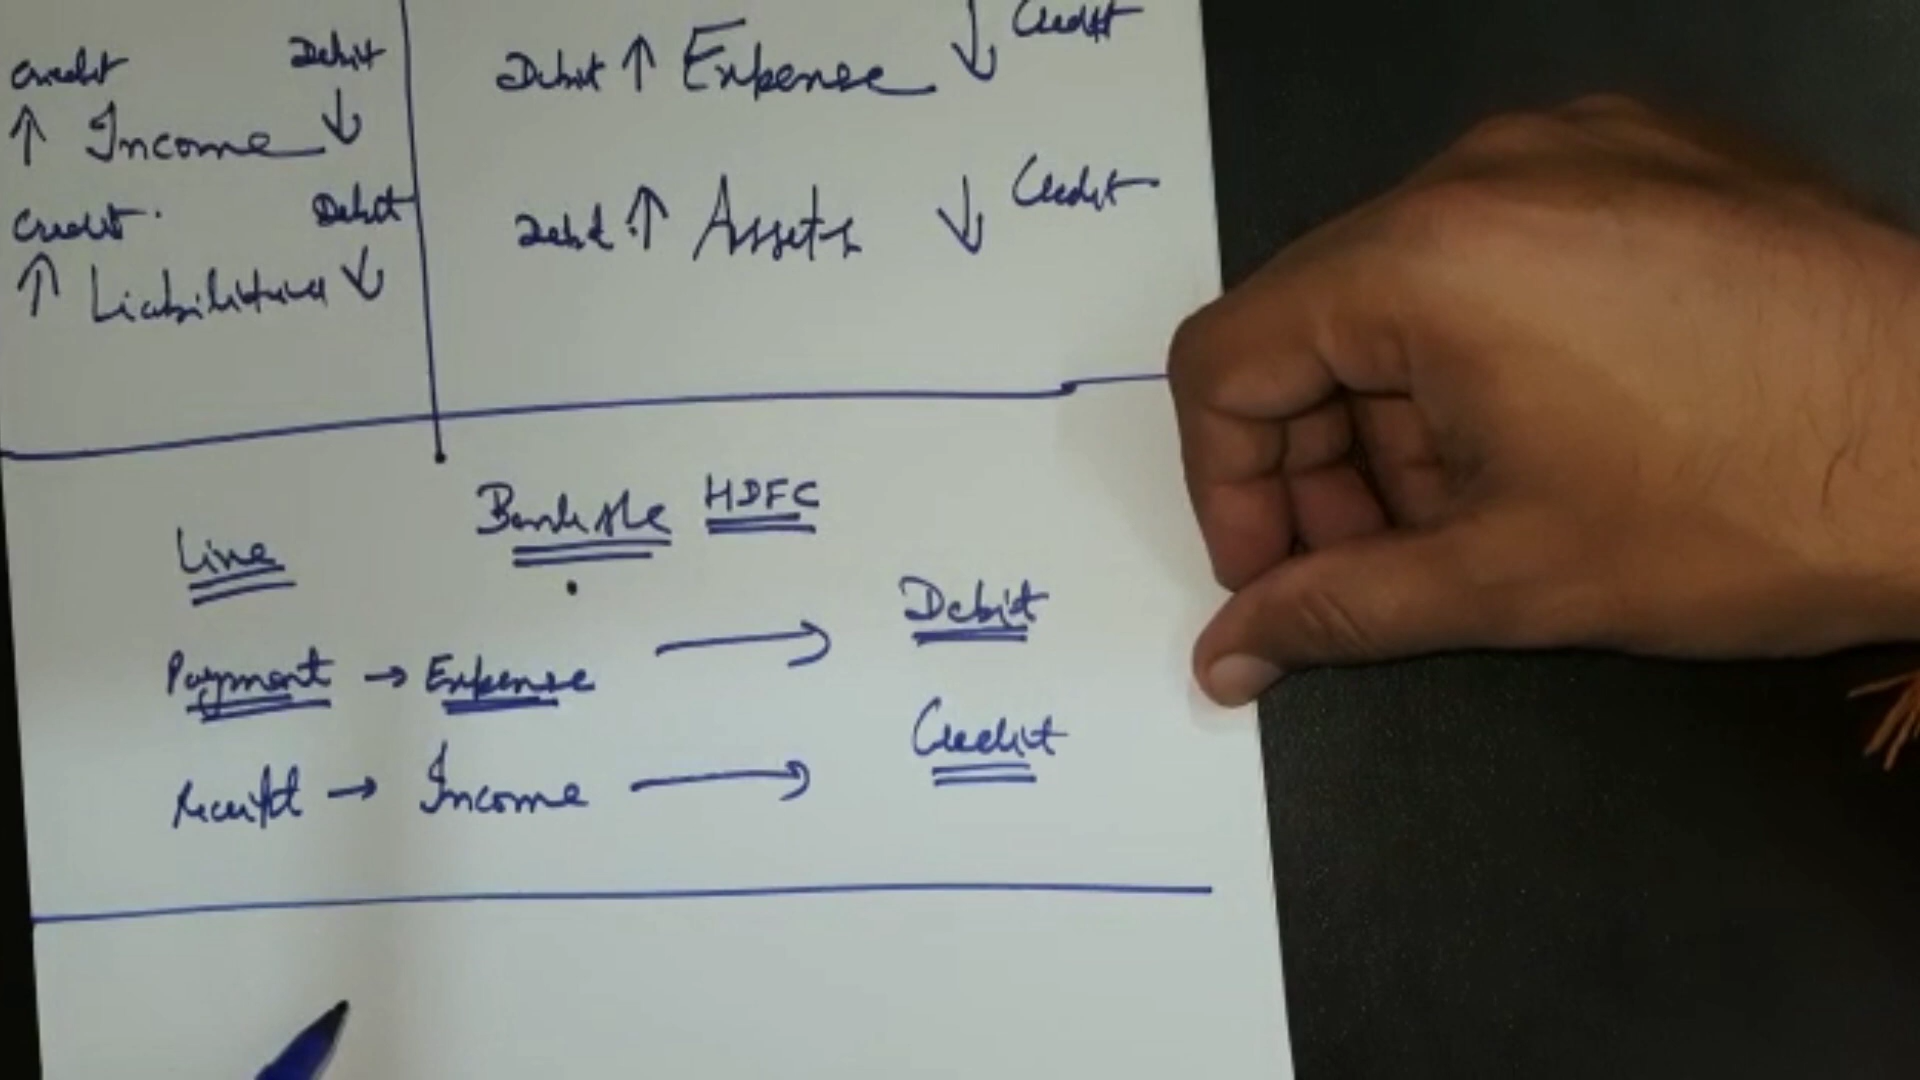 Credit Debit
↑ Income ↓
Credit Debit
↑ Liabilities ↓
Debit ↑ Expense ↓ Credit
Debit ↑ Assets ↓ Credit
Line
HDFC
Payment → Expense → Debit
Receipt → Income → Credit